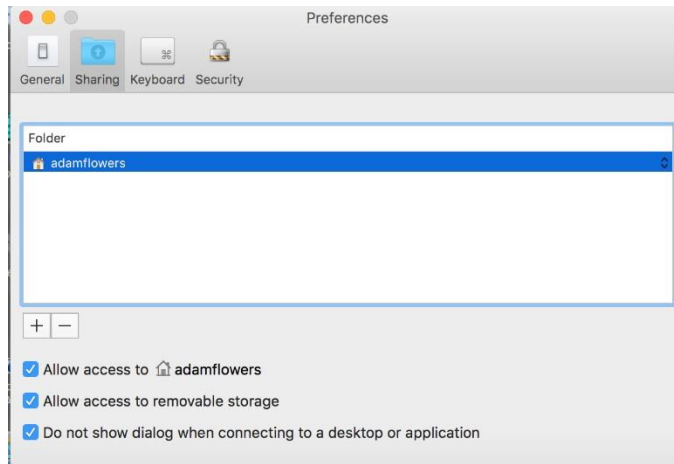 Preferences
General Sharing Keyboard Security
Folder
adamflowers
Allow access to adamflowers
Allow access to removable storage
Do not show dialog when connecting to a desktop or application